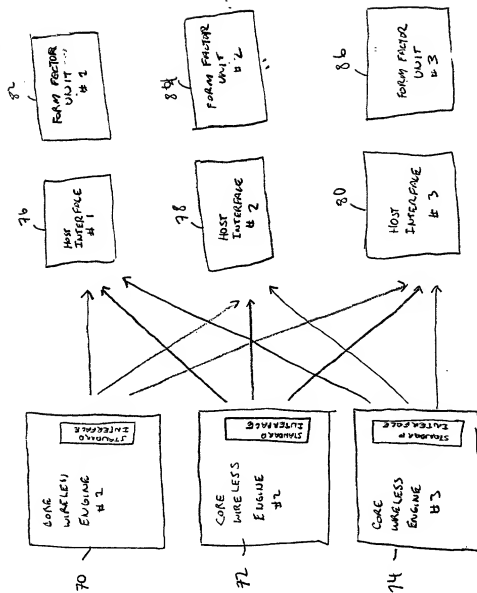 82
FORM FACTOR
UNIT
# 2
84
FORM FACTOR
UNIT
# 2
86
FORM FACTOR
UNIT
# 3
76
HOST
INTERFACE
# 1
78
HOST
INTERFACE
# 2
80
HOST
INTERFACE
# 3
STANDARD
INTERFACE
CORE
WIRELESS
ENGINE
# 2
70
STANDARD
INTERFACE
CORE
WIRELESS
ENGINE
# 2
72
STANDARD
INTERFACE
CORE
WIRELESS
ENGINE
# 3
74